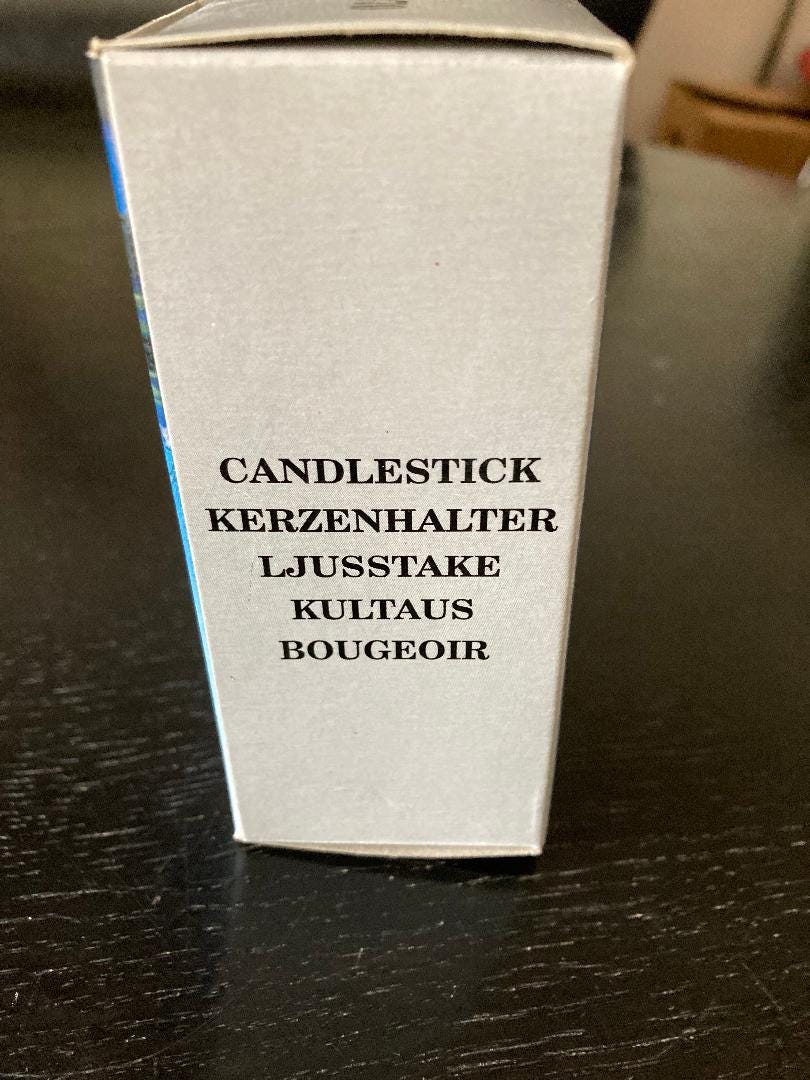 CANDLESTICK
KERZENHALTER
LJUSSTAKE
KULTAUS
BOUGEOIR